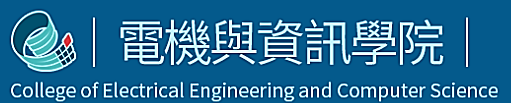 電機與資訊學院
College of Electrical Engineering and Computer Science